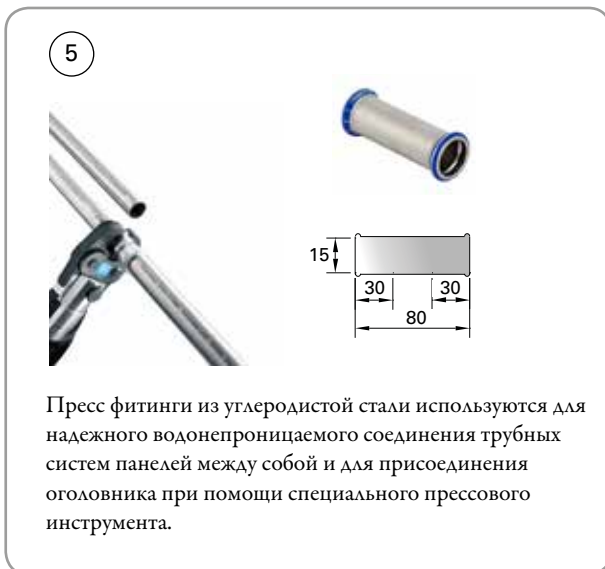 5
15
30 30
80
Пресс фитинги из углеродистой стали используются для
надежного водонепроницаемого соединения трубных
систем панелей между собой и для присоединения
оголовника при помощи специального прессового
инструмента.